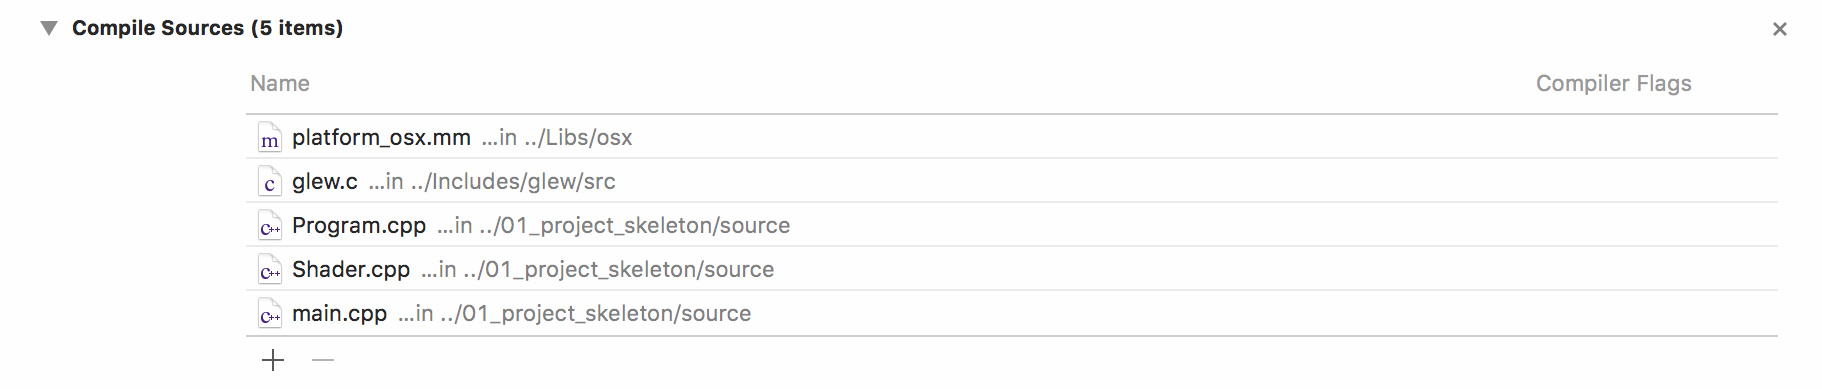 Compile Sources (5 items)
Name Compiler Flags
m platform_osx.mm ...in ../Libs/osx
c glew.c ...in ../Includes/glew/src
c++ Program.cpp ...in ../01_project_skeleton/source
c++ Shader.cpp ...in ../01_project_skeleton/source
c++ main.cpp ...in ../01_project_skeleton/source